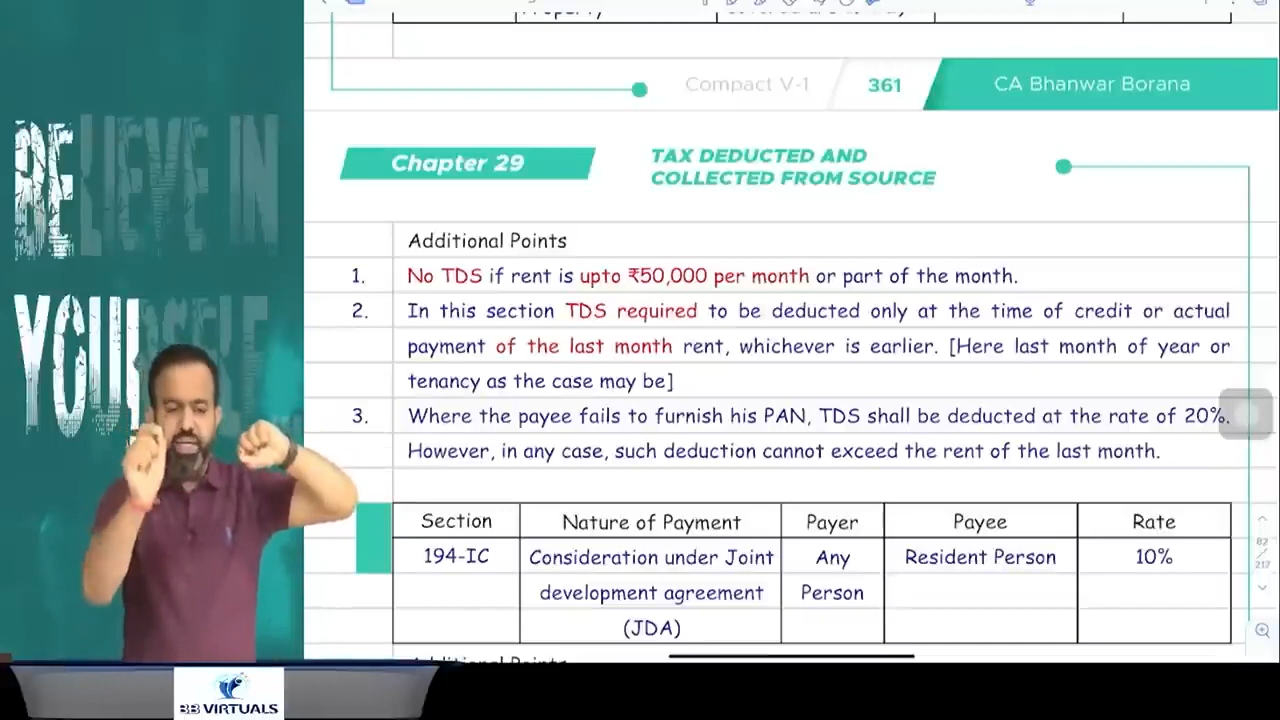 BELIEVE IN
YOURSELF
Compact V-1
361
CA Bhanwar Borana
Chapter 29
TAX DEDUCTED AND
COLLECTED FROM SOURCE
Additional Points
1. No TDS if rent is upto ₹50,000 per month or part of the month.
2. In this section TDS required to be deducted only at the time of credit or actual
payment of the last month rent, whichever is earlier. [Here last month of year or
tenancy as the case may be]
3. Where the payee fails to furnish his PAN, TDS shall be deducted at the rate of 20%.
However, in any case, such deduction cannot exceed the rent of the last month.
Section Nature of Payment Payer Payee Rate
194-IC Consideration under Joint Any Resident Person 10%
development agreement Person
(JDA)
82
/
217
BB VIRTUALS